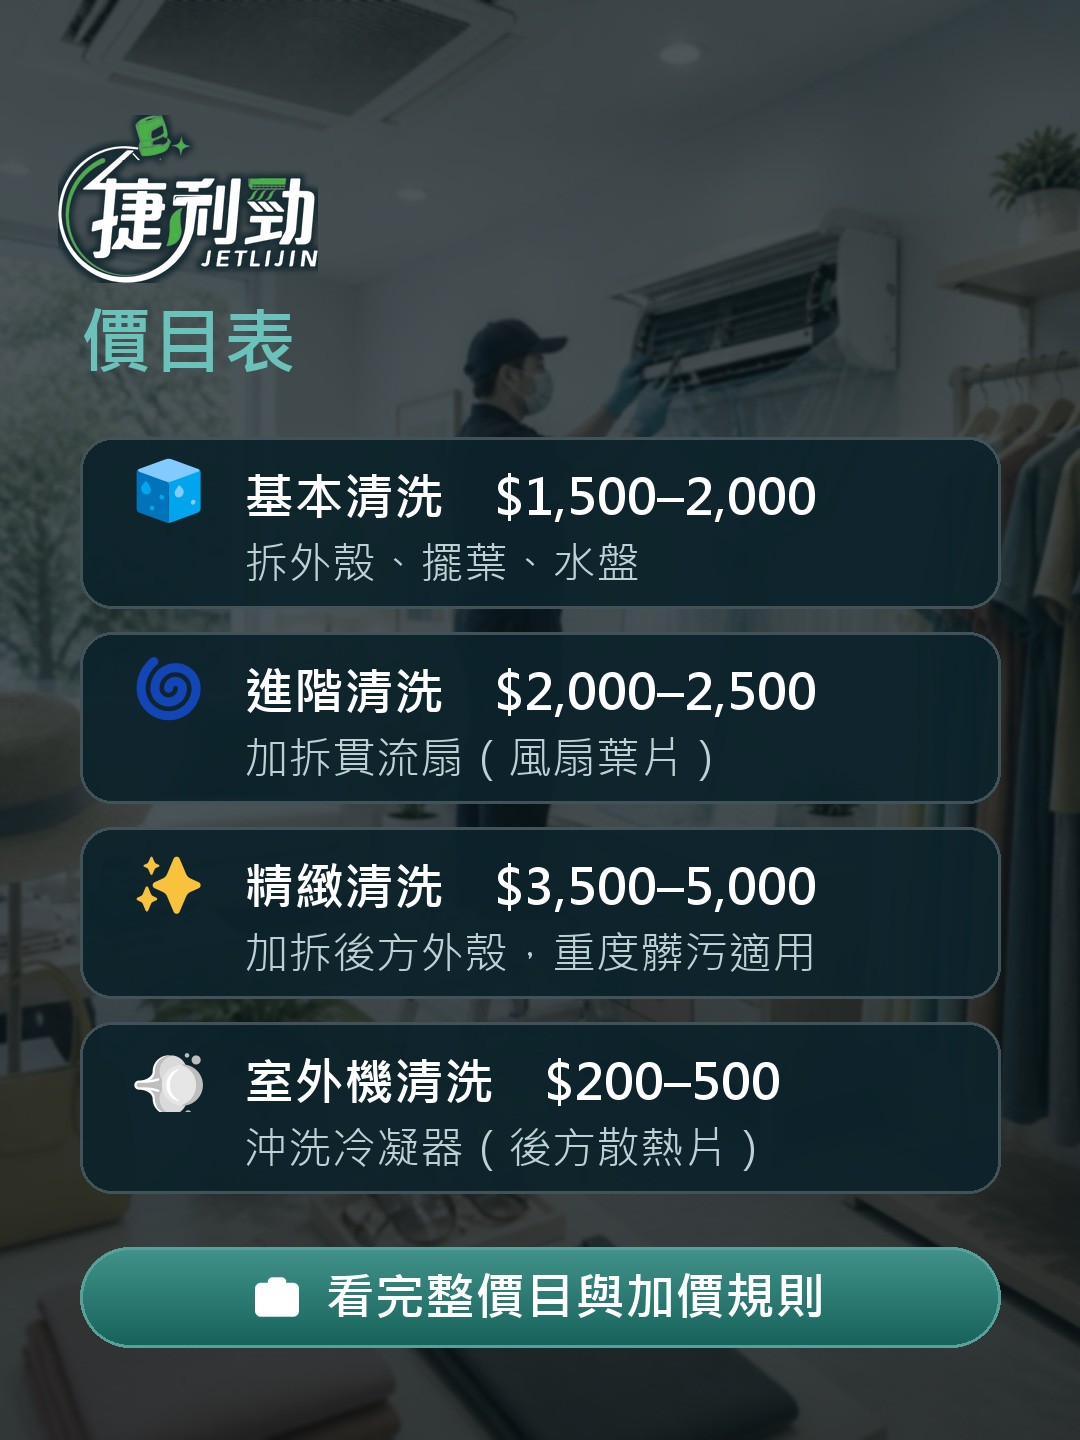 捷利勁
JETLIJIN
價目表
基本清洗 $1,500–2,000
拆外殼、擺葉、水盤
進階清洗 $2,000–2,500
加拆貫流扇(風扇葉片)
精緻清洗 $3,500–5,000
加拆後方外殼，重度髒污適用
室外機清洗 $200–500
沖洗冷凝器(後方散熱片)
看完整價目與加價規則